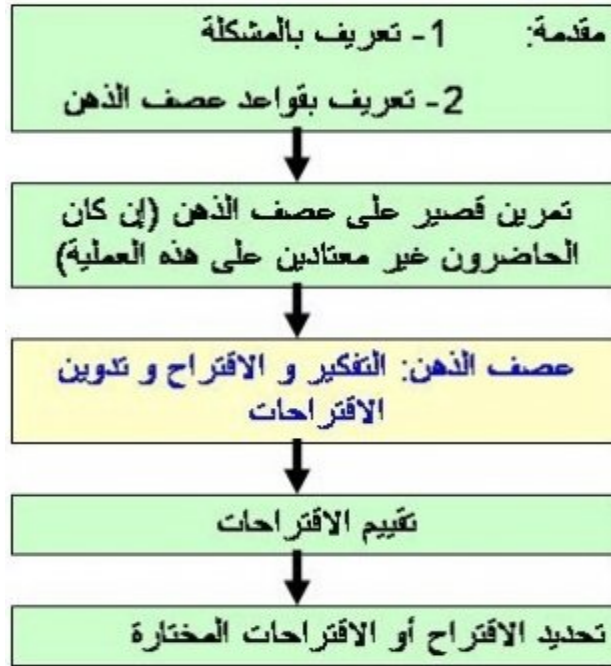 مقدمة: 1- تعريف بالمشكلة
2- تعريف بقواعد عصف الذهن
تمرين قصير على عصف الذهن (إن كان
الحاضرون غير معتادين على هذه العملية)
عصف الذهن: التفكير و الاقتراح و تدوين
الاقتراحات
تقييم الاقتراحات
تحديد الاقتراح أو الاقتراحات المختارة